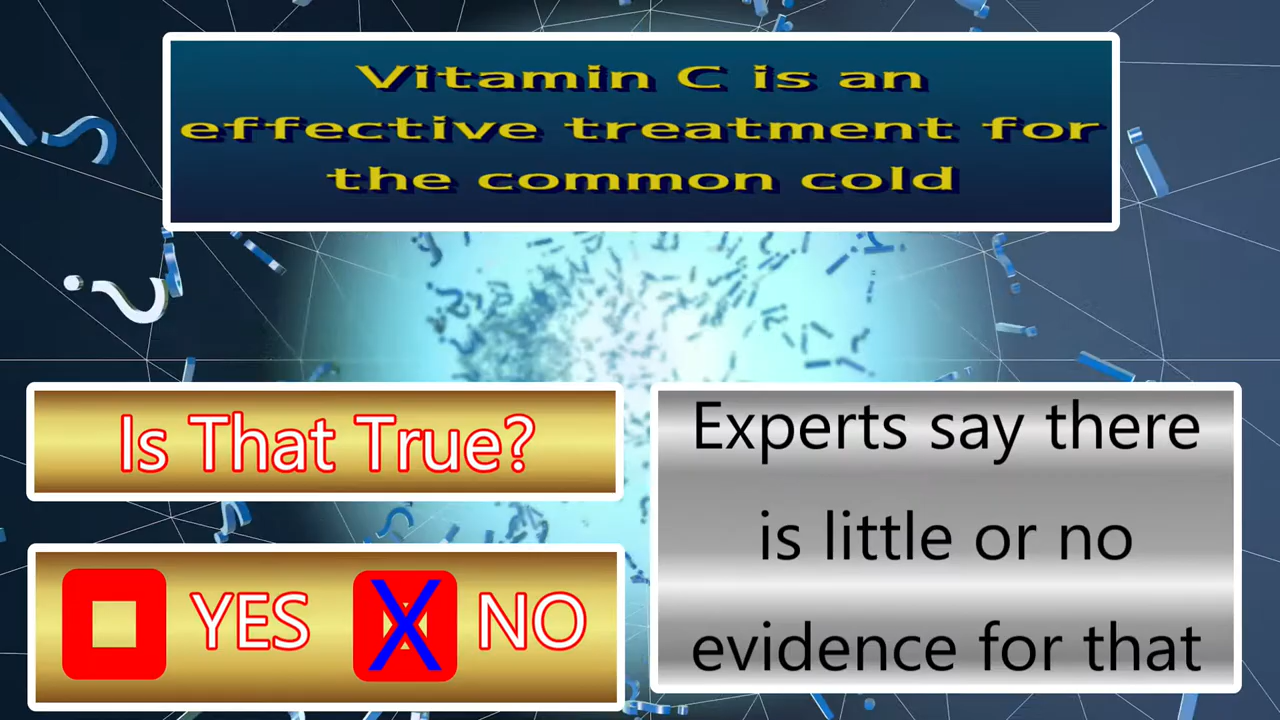 Vitamin C is an
effective treatment for
the common cold
Is That True?
YES X NO
Experts say there
is little or no
evidence for that